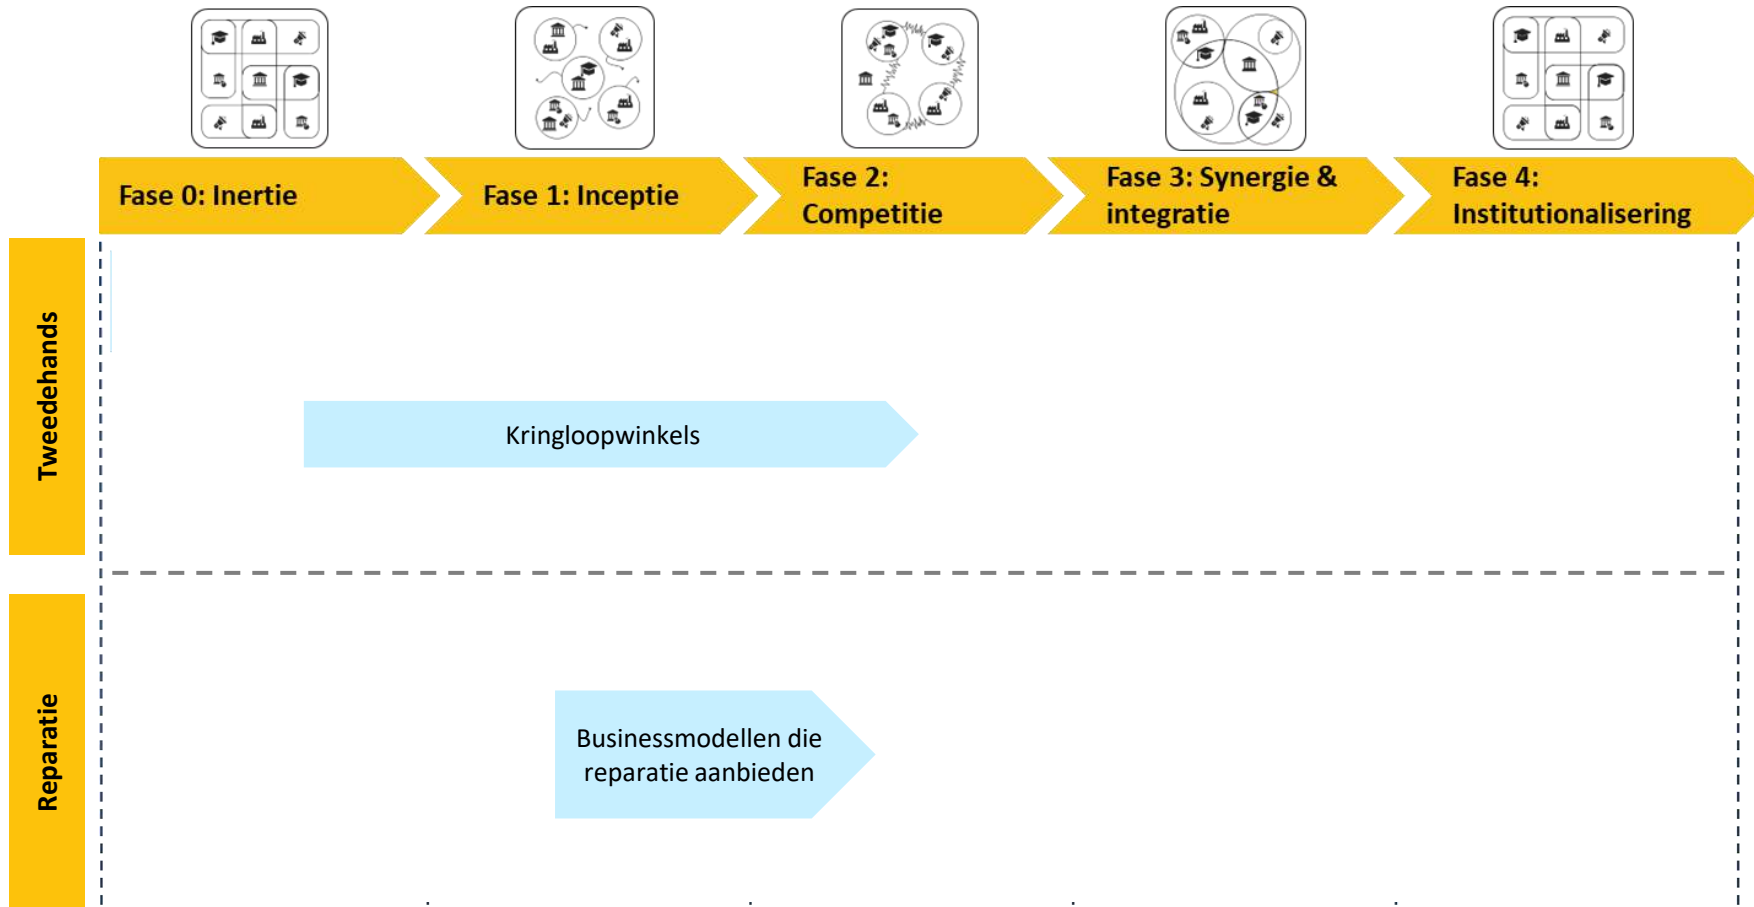 Fase 0: Inertie
Fase 1: Inceptie
Fase 2:
Competitie
Fase 3: Synergie &
integratie
Fase 4:
Institutionalisering
Tweedehands
Kringloopwinkels
Reparatie
Businessmodellen die
reparatie aanbieden